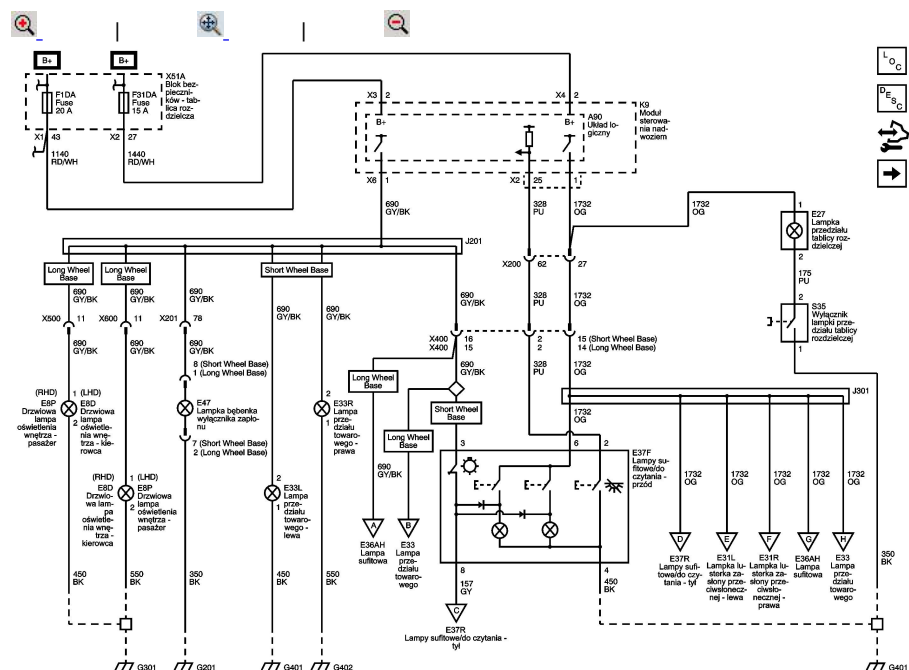 B+
B+
X51A
Blok bez-
pieczni-
ków - tab-
lica roz-
dzielcza
F1DA
Fuse
20 A
F31DA
Fuse
15 A
X1 43
X2 27
1140
RD/WH
1440
RD/WH
X3 2
X4 2
K9
Moduł
sterowa-
nia nad-
woziem
B+
B+
A90
Układ lo-
giczny
X6 1
X2 25
1
L O C
D E S C
690
GY/BK
328
PU
1732
OG
1732
OG
1
E27
Lampka
przedziału
tablicy roz-
dzielczej
2
175
PU
2
S35
Wyłącznik
lampki prze-
działu tablicy
rozdzielczej
1
J201
Long Wheel
Base
Long Wheel
Base
Short Wheel Base
X200 62
27
690
GY/BK
690
GY/BK
690
GY/BK
690
GY/BK
690
GY/BK
690
GY/BK
328
PU
1732
OG
X500 11
X600 11
X201 78
X400 16
X400 15
2
2
15 (Short Wheel Base)
14 (Long Wheel Base)
8 (Short Wheel Base)
1 (Long Wheel Base)
690
GY/BK
328
PU
1732
OG
Long Wheel
Base
J301
(RHD)
E8P
Drzwiowa
lampa
oświetlenia
wnętrza -
pasażer
1 (LHD)
E8D
2
Drzwiowa
lampa
oświetle-
nia wnę-
trza - kie-
rowca
E47
Lampka bębenka
wyłącznika zapło-
nu
7 (Short Wheel Base)
2 (Long Wheel Base)
2
E33R
1
Lampa
prze-
działu
towaro-
wego -
prawa
Short Wheel
Base
Long Wheel
Base
1732
OG
3
6
2
E37F
Lampy su-
fitowe/do
czytania -
przód
690
GY/BK
1732
OG
1732
OG
1732
OG
1732
OG
1732
OG
(RHD)
E8D
Drzwio-
wa lam-
pa
oświetle-
nia wnę-
trza -
kierowca
1 (LHD)
E8P
2
Drzwiowa
lampa
oświetlenia
wnętrza -
pasażer
2
E33L
1
Lampa
prze-
działu
towaro-
wego -
lewa
A
E36AH
Lampa
sufitowa
B
E33
Lampa
prze-
działu
towaro-
wego
D
E37R
Lampy sufi-
towe/do czy-
tania - tył
E
E31L
Lampka lu-
sterka za-
słony prze-
ciwsłonecz-
nej - lewa
F
E31R
Lampka lu-
sterka za-
słony prze-
ciwsło-
necznej -
prawa
G
E36AH
Lampa
sufitowa
H
E33
Lampa
prze-
działu
towaro-
wego
350
BK
450
BK
550
BK
350
BK
450
BK
550
BK
8
157
GY
4
450
BK
C
E37R
Lampy sufitowe/do czytania -
tył
G301
G201
G401
G402
G401